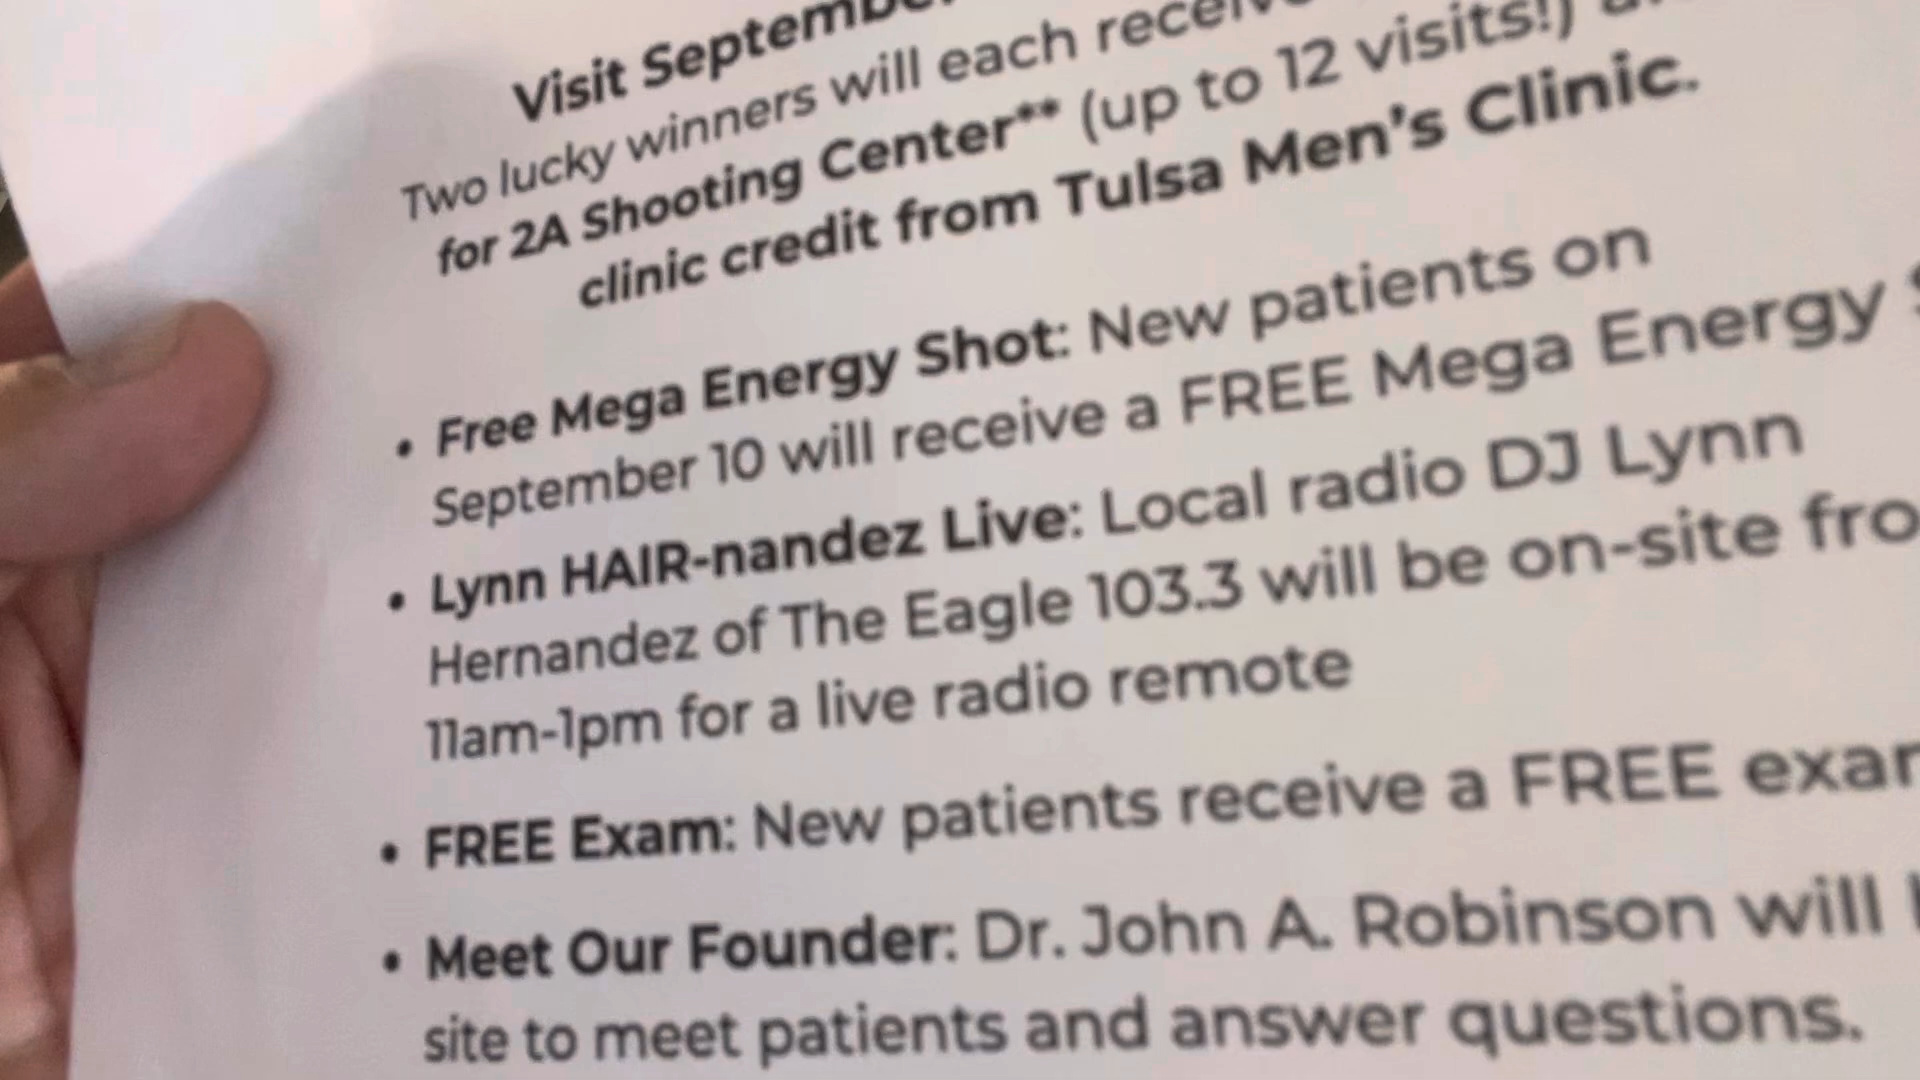 Visit September
Two lucky winners will each receive
for 2A Shooting Center** (up to 12 visits!)
clinic credit from Tulsa Men's Clinic.
• Free Mega Energy Shot: New patients on
September 10 will receive a FREE Mega Energy
• Lynn HAIR-nandez Live: Local radio DJ Lynn
Hernandez of The Eagle 103.3 will be on-site
11am-1pm for a live radio remote
• FREE Exam: New patients receive a FREE
• Meet Our Founder: Dr. John A. Robinson will
site to meet patients and answer questions.